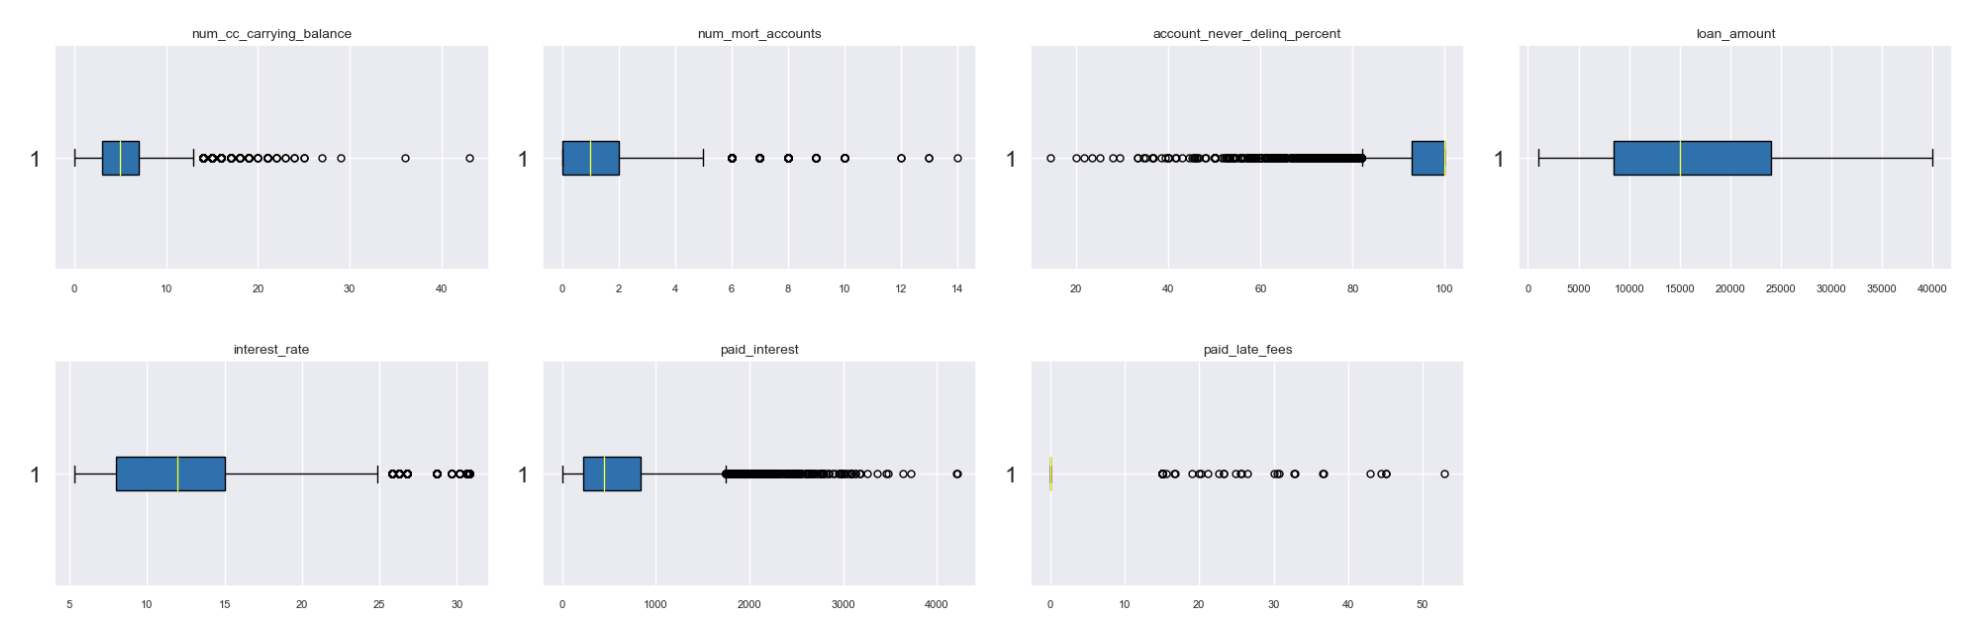 num_cc_carrying_balance
1
0 10 20 30 40
num_mort_accounts
1
0 2 4 6 8 10 12 14
account_never_delinq_percent
1
20 40 60 80 100
loan_amount
1
0 5000 10000 15000 20000 25000 30000 35000 40000
interest_rate
1
5 10 15 20 25 30
paid_interest
1
0 1000 2000 3000 4000
paid_late_fees
1
0 10 20 30 40 50